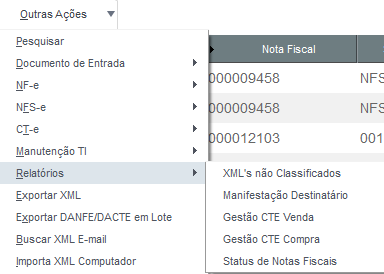 Outras Ações
Pesquisar
Documento de Entrada
NF-e
NFS-e
CT-e
Manutenção TI
Relatórios
Exportar XML
Exportar DANFE/DACTE em Lote
Buscar XML E-mail
Importa XML Computador
Nota Fiscal
000009458 NFS
000009458 NFS
000012103 001
XML's não Classificados
Manifestação Destinatário
Gestão CTE Venda
Gestão CTE Compra
Status de Notas Fiscais